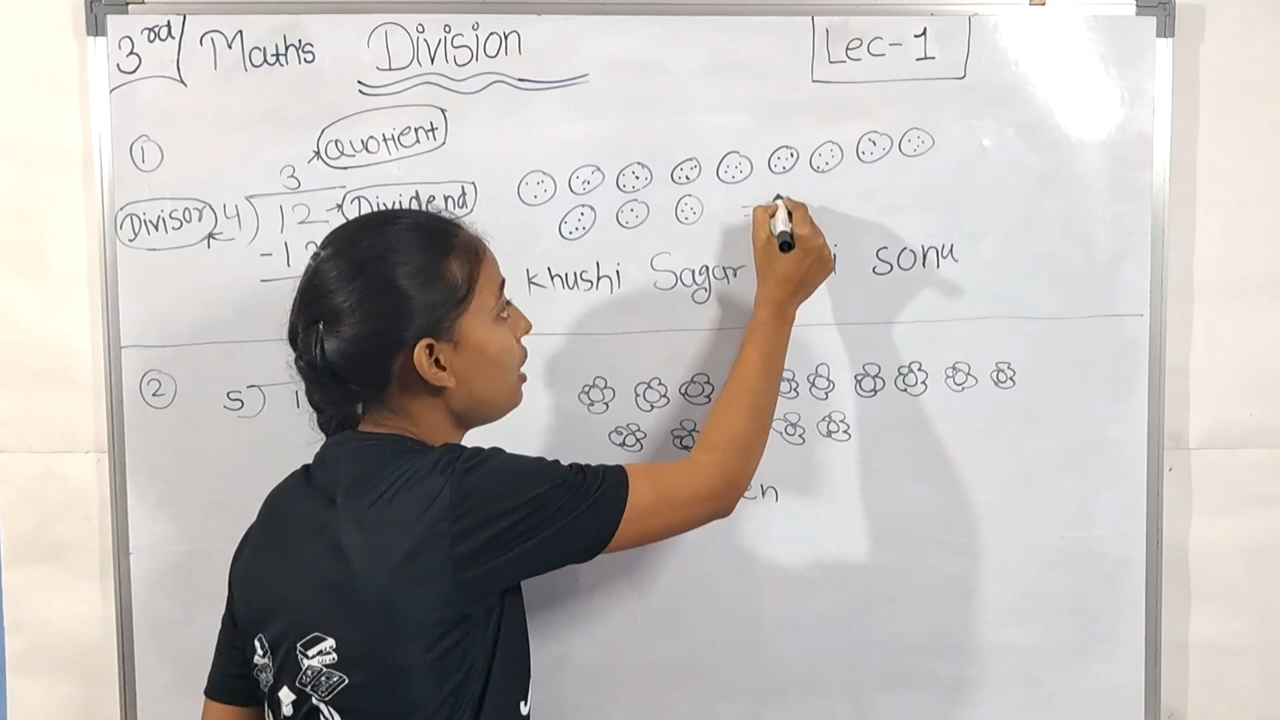 3rd Maths Division Lec-1
① Quotient
3
Divisor 4) 12 → Dividend
-1
Khushi Sagar i sonu
② 5) 1
en